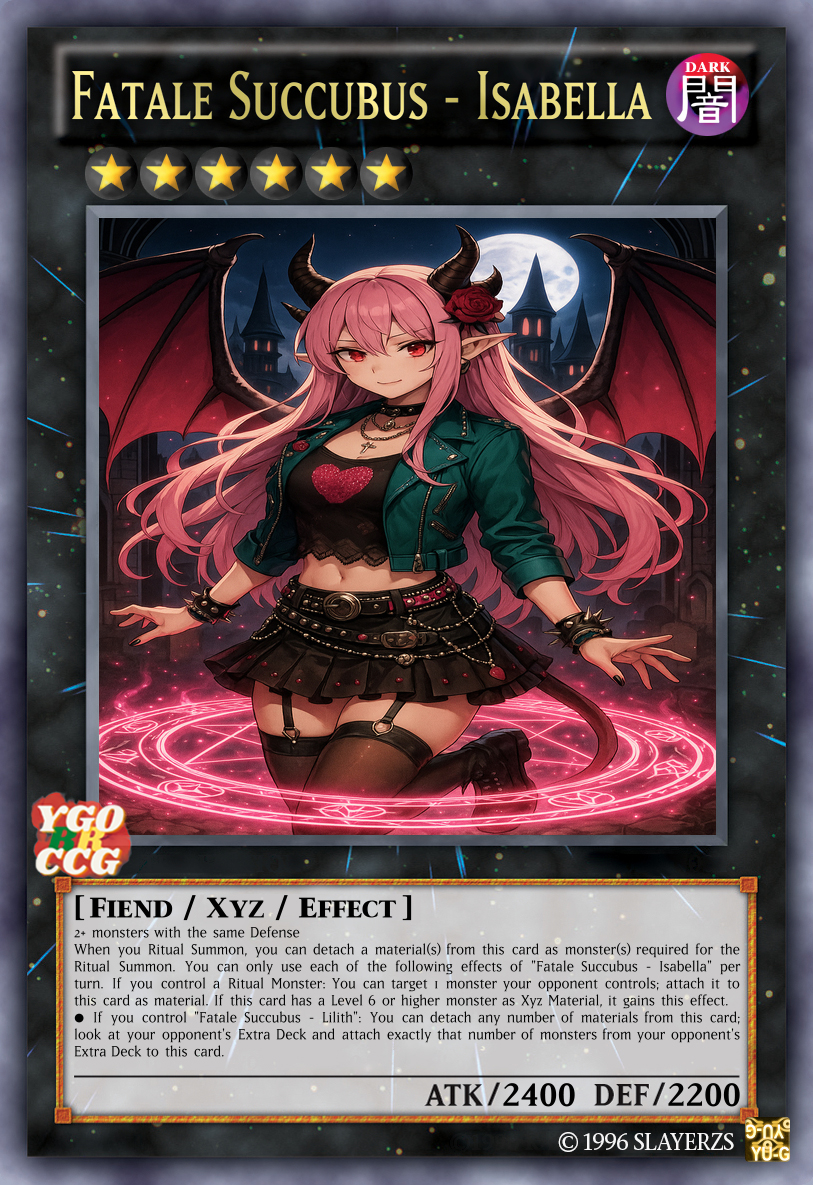 Fatale Succubus - Isabella
DARK
闇
YGO
RR
CCG
[ Fiend / Xyz / Effect ]
2+ monsters with the same Defense
When you Ritual Summon, you can detach a material(s) from this card as monster(s) required for the
Ritual Summon. You can only use each of the following effects of "Fatale Succubus - Isabella" per
turn. If you control a Ritual Monster: You can target 1 monster your opponent controls; attach it to
this card as material. If this card has a Level 6 or higher monster as Xyz Material, it gains this effect.
● If you control "Fatale Succubus - Lilith": You can detach any number of materials from this card;
look at your opponent's Extra Deck and attach exactly that number of monsters from your opponent's
Extra Deck to this card.
ATK/2400 DEF/2200
© 1996 SLAYERZS